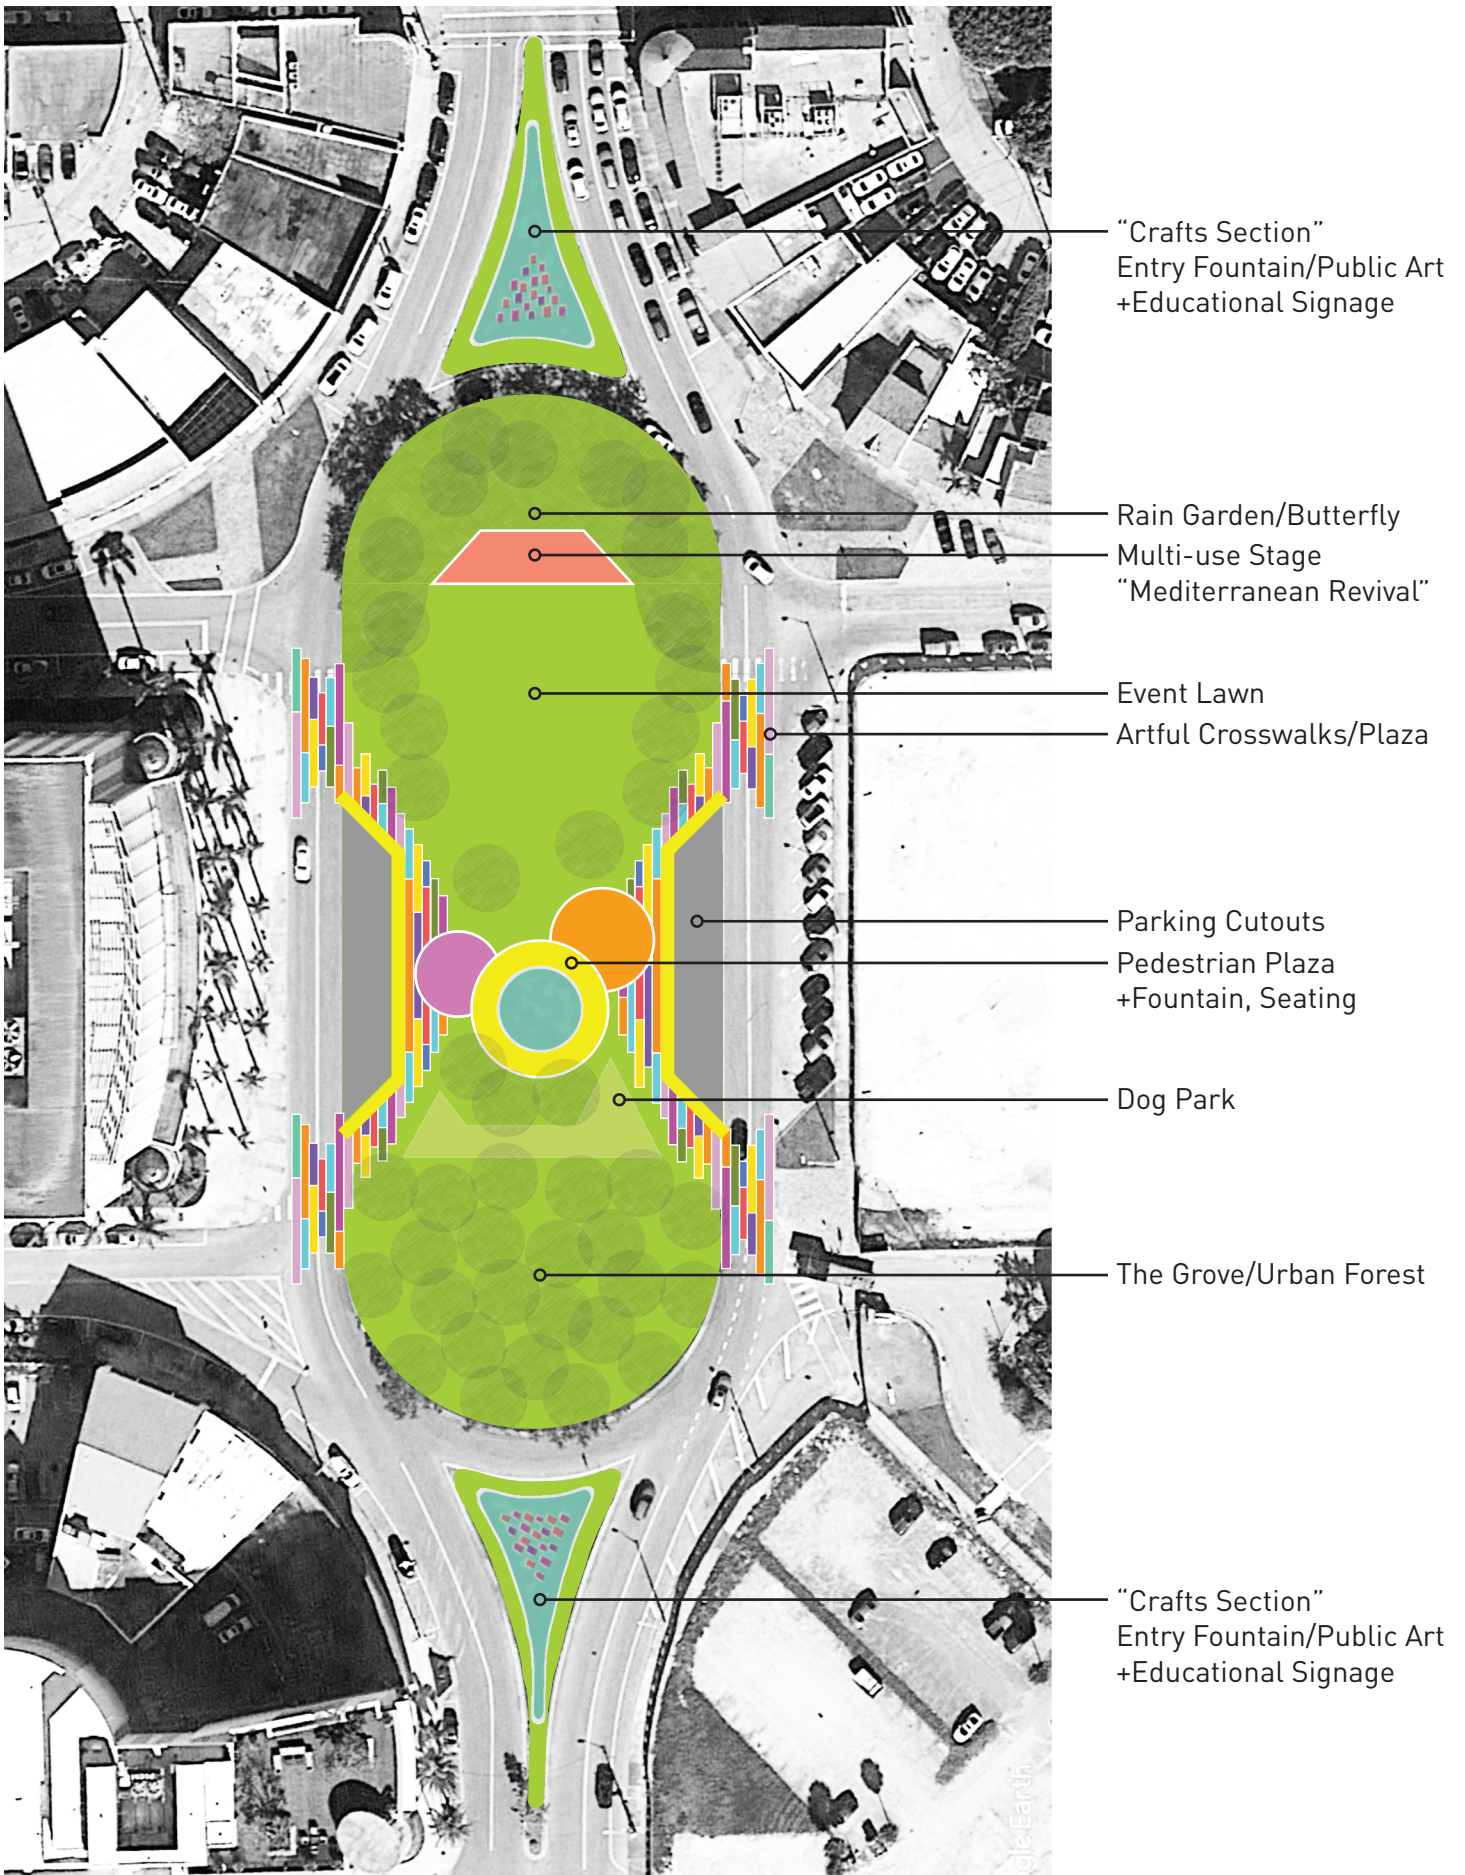 “Crafts Section”
Entry Fountain/Public Art
+Educational Signage
Rain Garden/Butterfly
Multi-use Stage
“Mediterranean Revival”
Event Lawn
Artful Crosswalks/Plaza
Parking Cutouts
Pedestrian Plaza
+Fountain, Seating
Dog Park
The Grove/Urban Forest
“Crafts Section”
Entry Fountain/Public Art
+Educational Signage
gle Earth